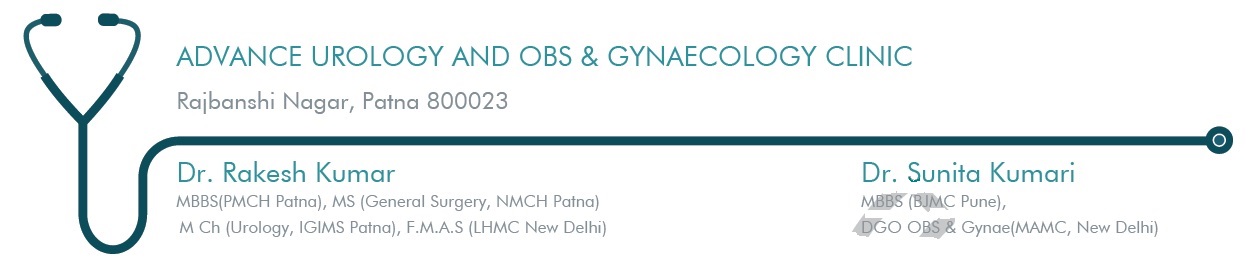 ADVANCE UROLOGY AND OBS & GYNAECOLOGY CLINIC
Rajbanshi Nagar, Patna 800023
Dr. Rakesh Kumar
MBBS(PMCH Patna), MS (General Surgery, NMCH Patna)
M Ch (Urology, IGIMS Patna), F.M.A.S (LHMC New Delhi)
Dr. Sunita Kumari
MBBS (BJMC Pune),
DGO OBS & Gynae(MAMC, New Delhi)